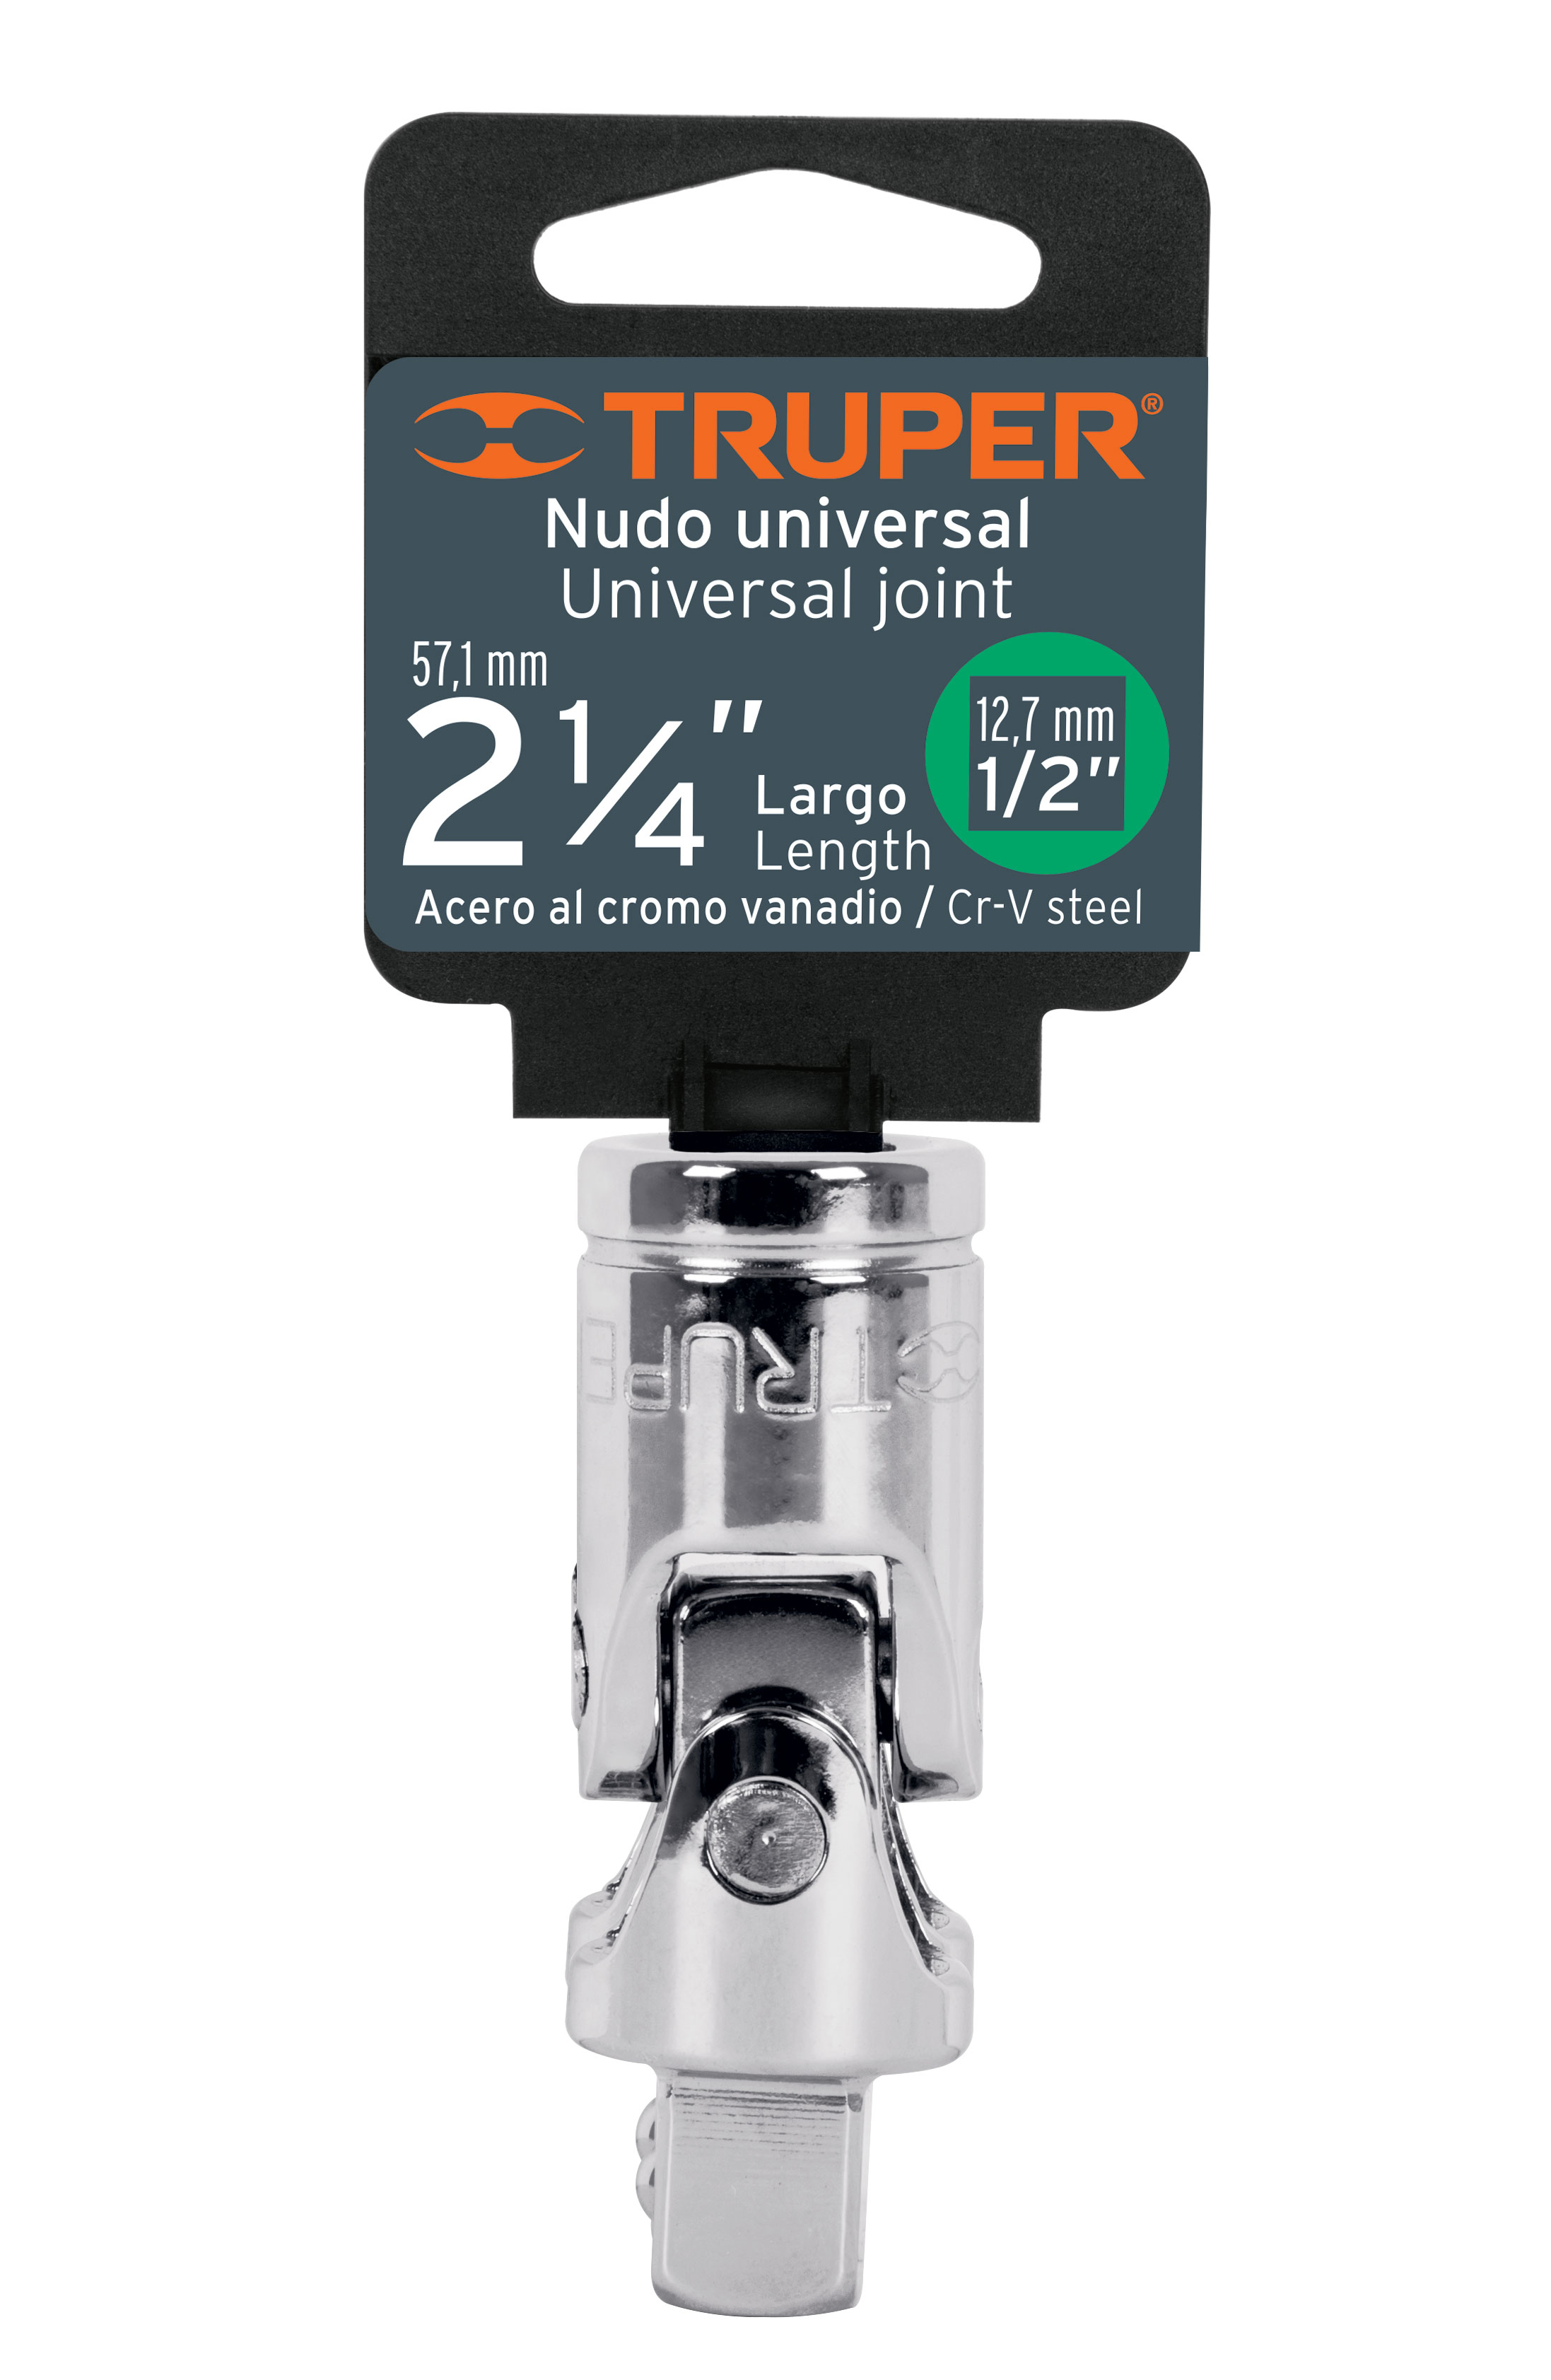 TRUPER®
Nudo universal
Universal joint
57,1 mm
2 1/4"
Largo
Length
12,7 mm
1/2"
Acero al cromo vanadio / Cr-V steel
TRUPE